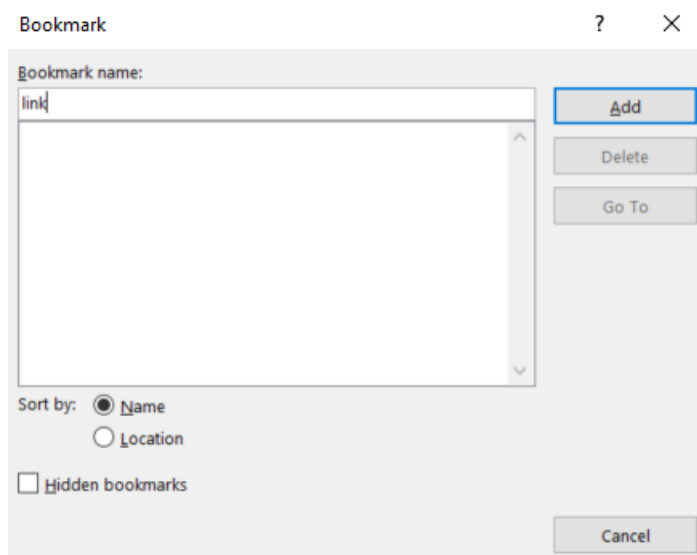 Bookmark ? ×
Bookmark name:
link
Add
Delete
Go To
Sort by: Name
Location
Hidden bookmarks
Cancel